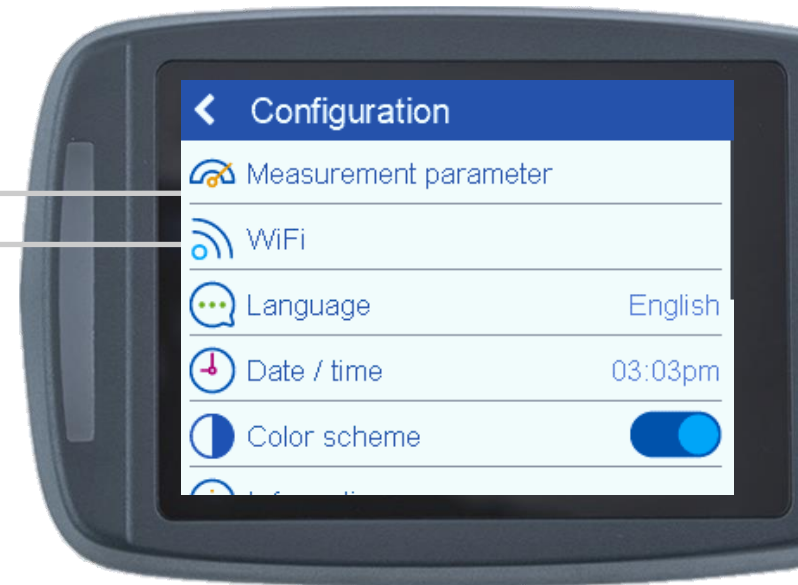 Configuration
Measurement parameter
WiFi
Language English
Date / time 03:03pm
Color scheme